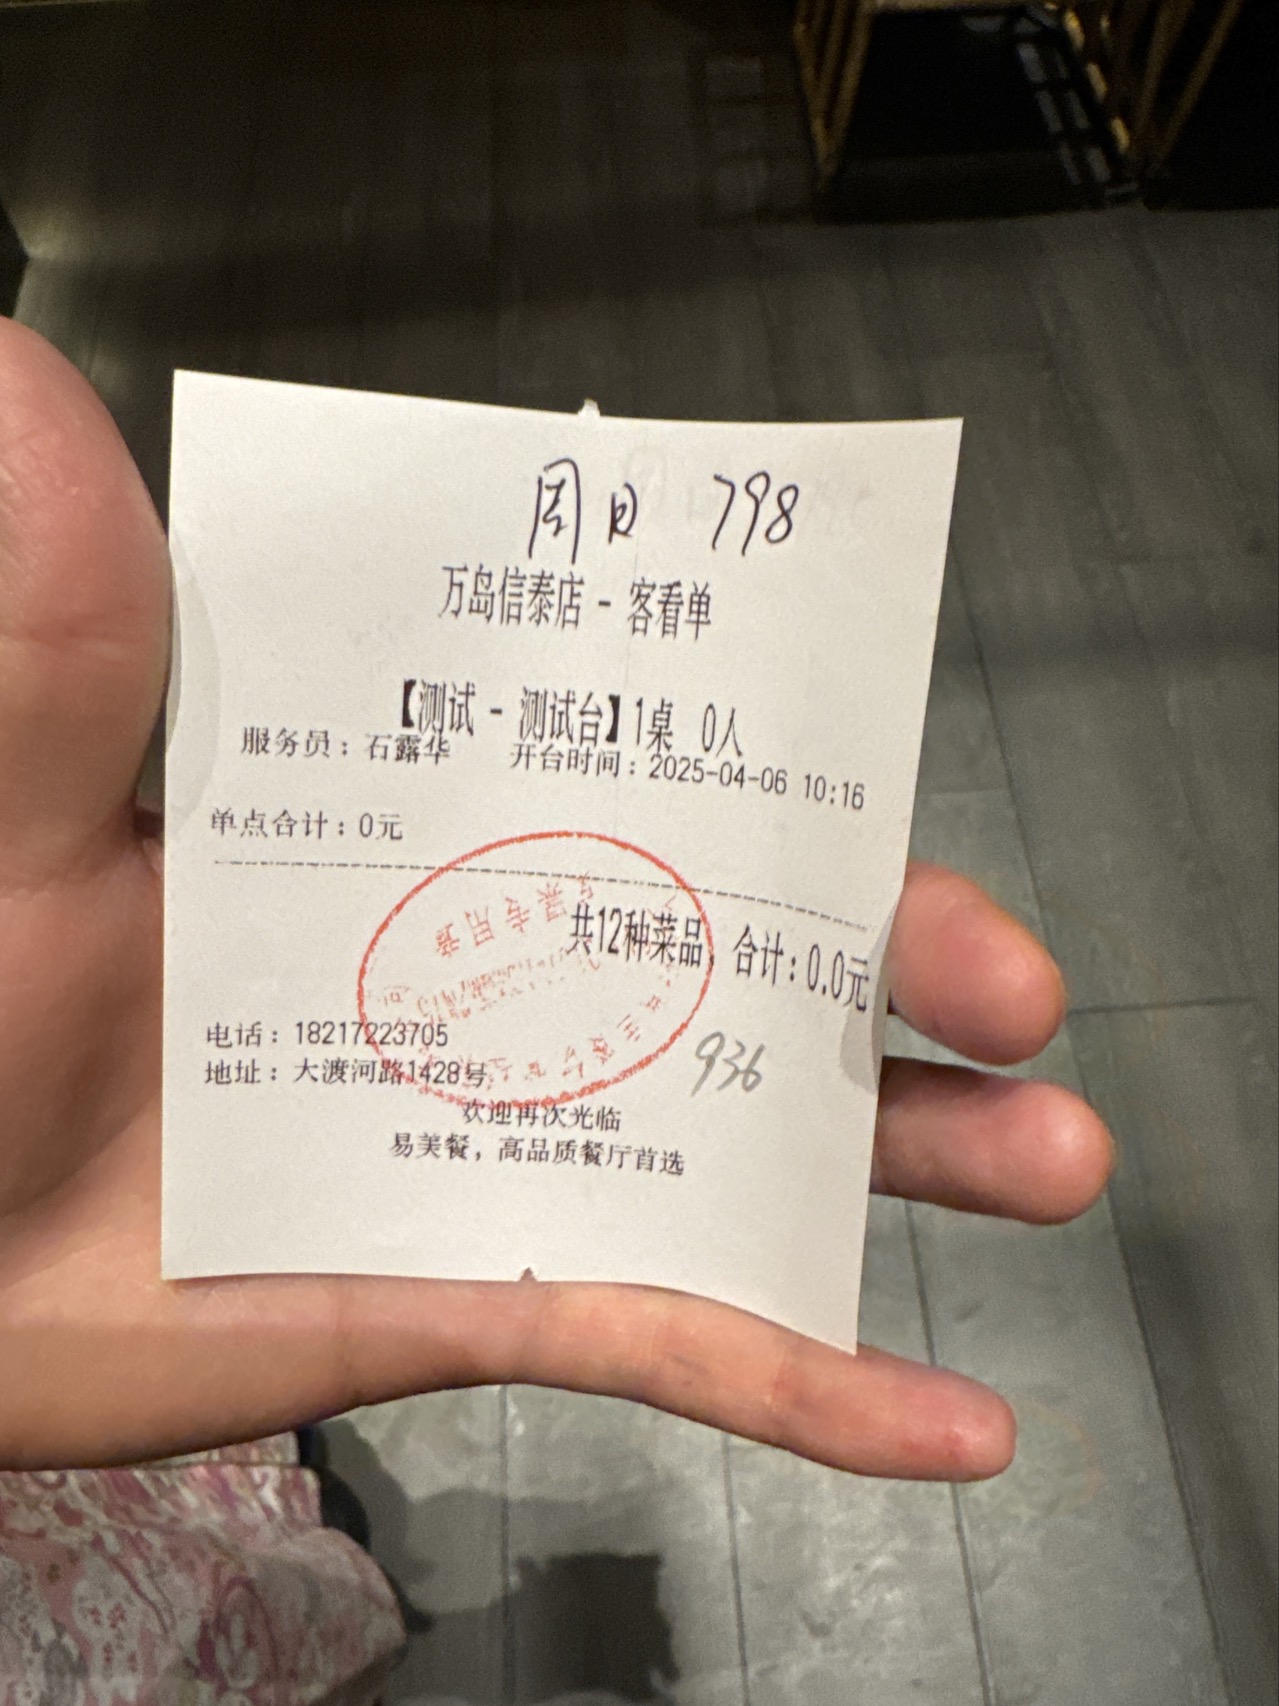 周日 798
万岛信泰店 - 客看单
【测试 - 测试台】1桌 0人
服务员：石露华 开台时间：2025-04-06 10:16
单点合计：0元
共12种菜品，合计：0.0元
电话：18217223705
936
地址：大渡河路1428号
欢迎再次光临
易美餐，高品质餐厅首选
专用章